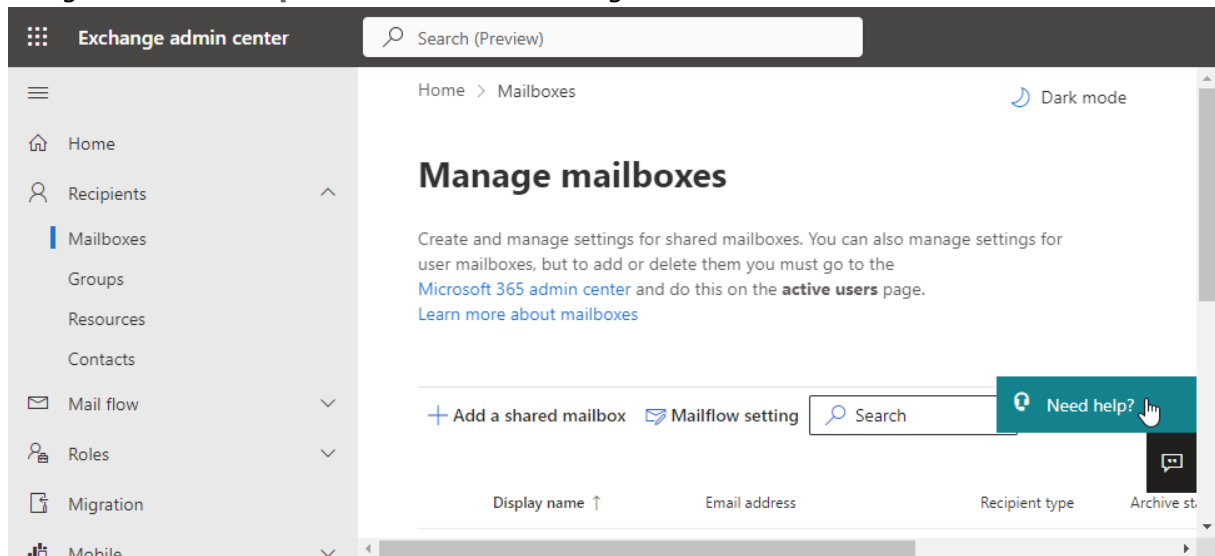 Exchange admin center
Search (Preview)
Home > Mailboxes
Dark mode
Home
Recipients
Mailboxes
Groups
Resources
Contacts
Mail flow
Roles
Migration
Mobile
Manage mailboxes
Create and manage settings for shared mailboxes. You can also manage settings for
user mailboxes, but to add or delete them you must go to the
Microsoft 365 admin center and do this on the active users page.
Learn more about mailboxes
Add a shared mailbox
Mailflow setting
Search
Need help?
Display name ↑
Email address
Recipient type
Archive